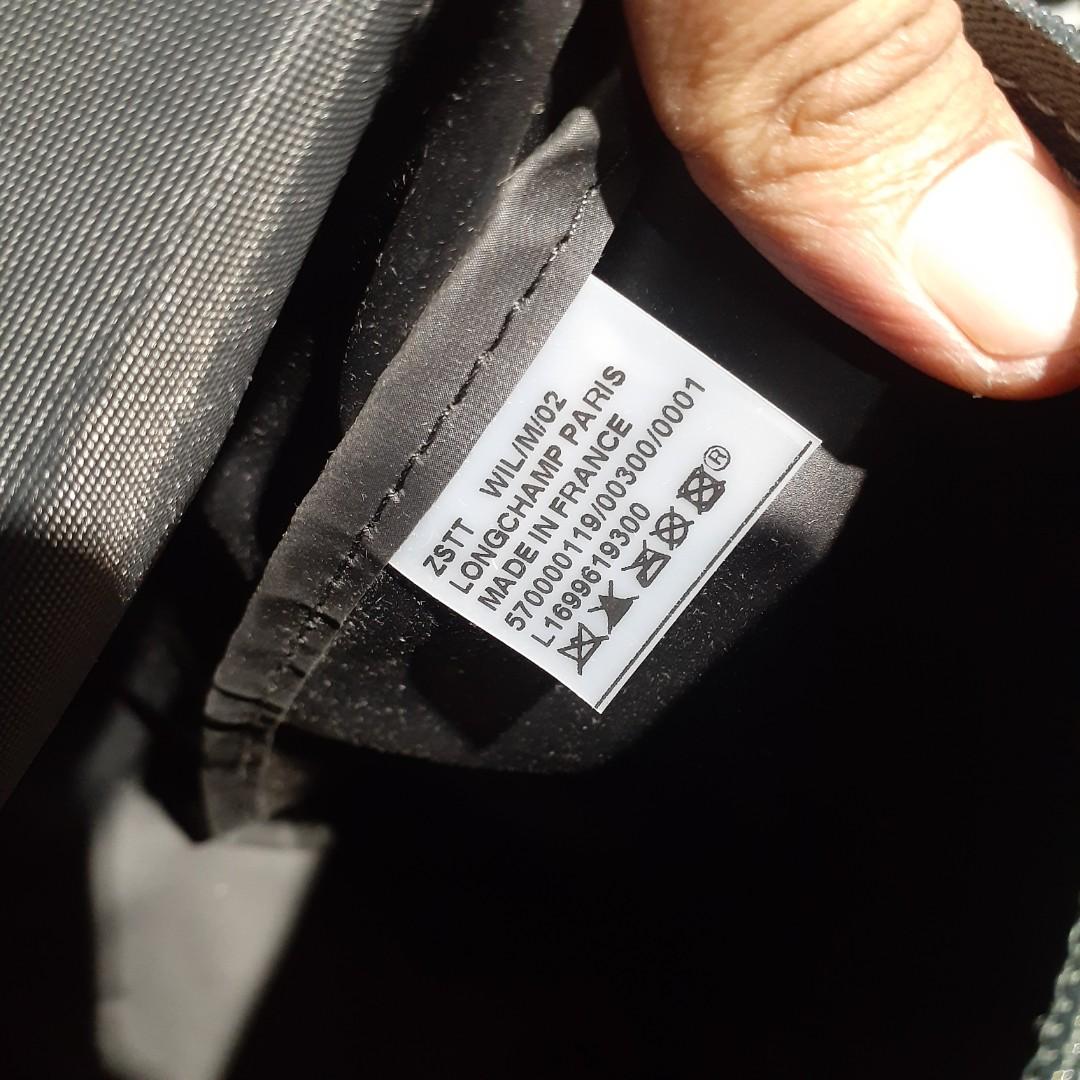 ZSTT WIL/M/02
LONGCHAMP PARIS
MADE IN FRANCE
570000119/00300/0001
L1699619300
®